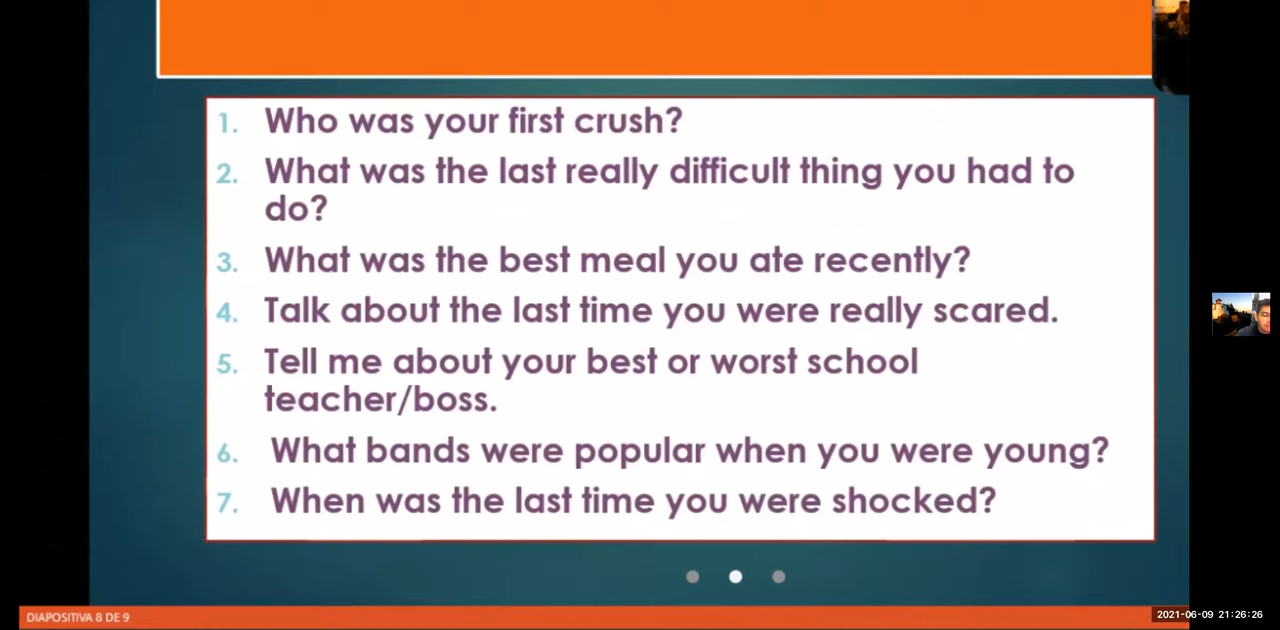 1. Who was your first crush?
2. What was the last really difficult thing you had to
do?
3. What was the best meal you ate recently?
4. Talk about the last time you were really scared.
5. Tell me about your best or worst school
teacher/boss.
6. What bands were popular when you were young?
7. When was the last time you were shocked?
DIAPOSITIVA 8 DE 9
2021-06-09 21:26:26